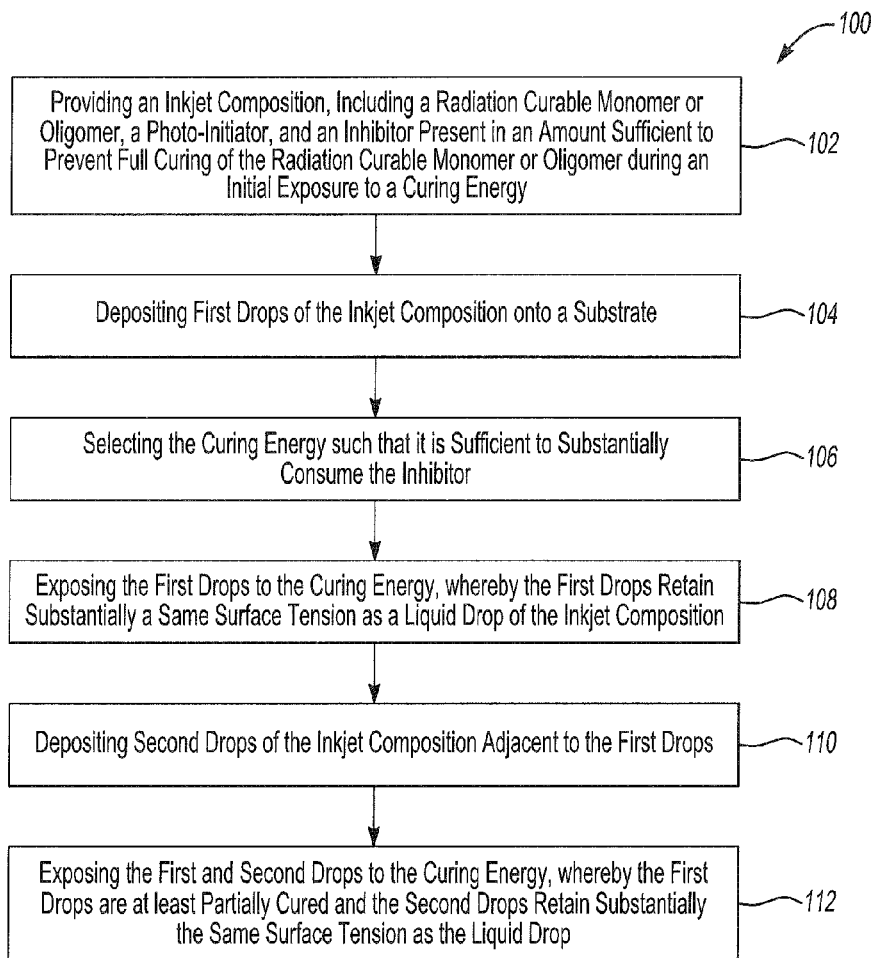 100
Providing an Inkjet Composition, Including a Radiation Curable Monomer or
Oligomer, a Photo-Initiator, and an Inhibitor Present in an Amount Sufficient to
Prevent Full Curing of the Radiation Curable Monomer or Oligomer during an
Initial Exposure to a Curing Energy
102
Depositing First Drops of the Inkjet Composition onto a Substrate
104
Selecting the Curing Energy such that it is Sufficient to Substantially
Consume the Inhibitor
106
Exposing the First Drops to the Curing Energy, whereby the First Drops Retain
Substantially a Same Surface Tension as a Liquid Drop of the Inkjet Composition
108
Depositing Second Drops of the Inkjet Composition Adjacent to the First Drops
110
Exposing the First and Second Drops to the Curing Energy, whereby the First
Drops are at least Partially Cured and the Second Drops Retain Substantially
the Same Surface Tension as the Liquid Drop
112